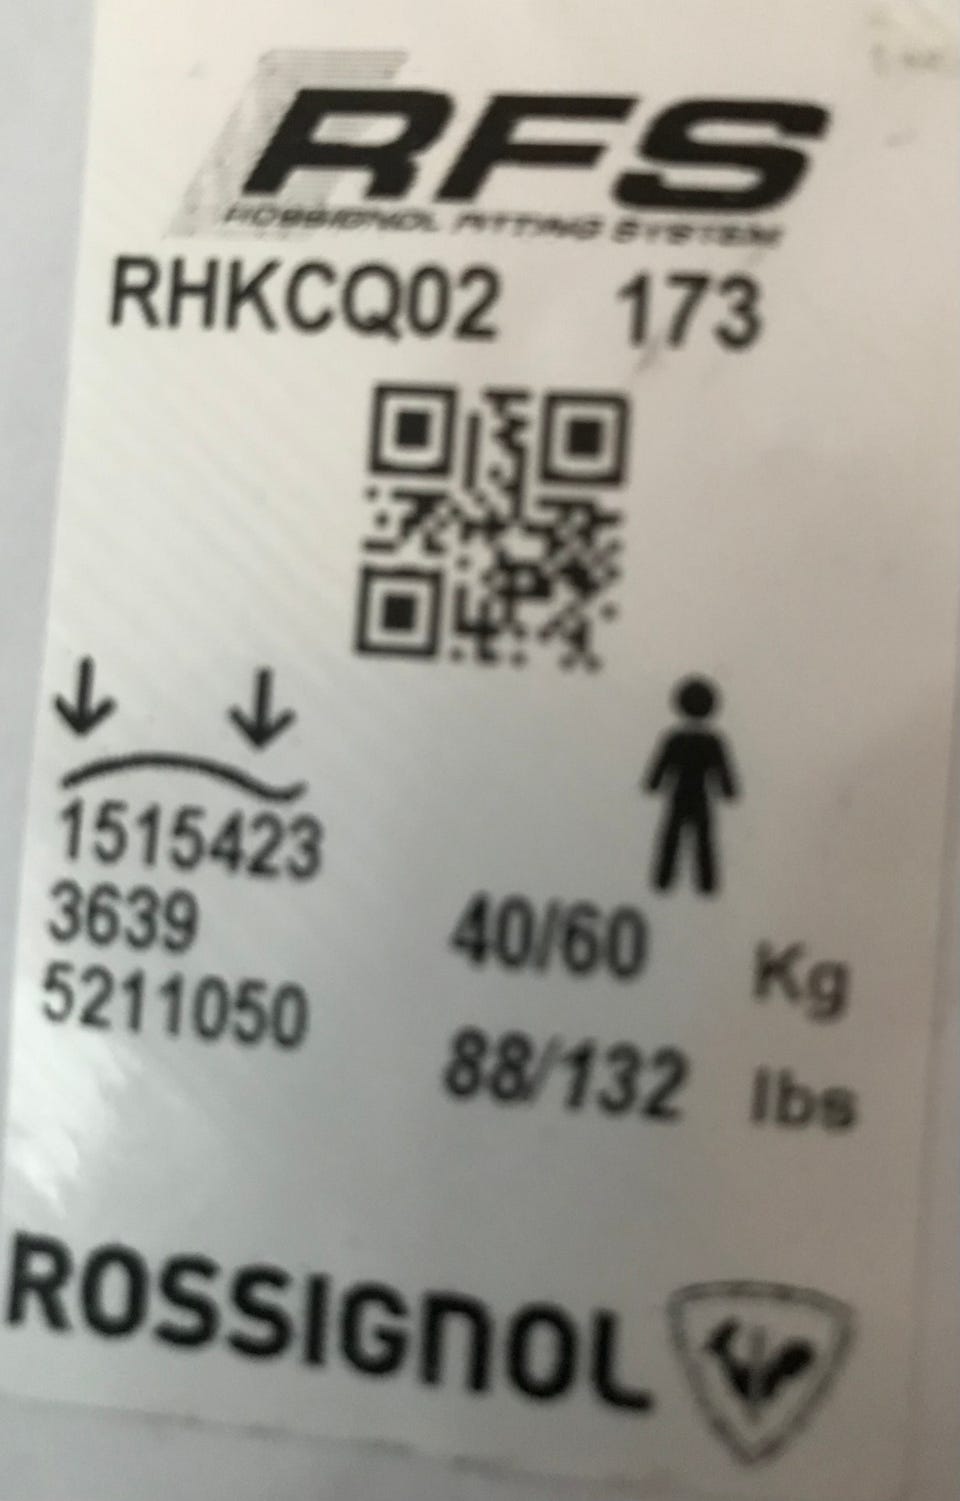 RFS
ROSSIGNOL FITTING SYSTEM
RHKCQ02 173
1515423
3639
5211050
40/60 Kg
88/132 lbs
ROSSIGNOL